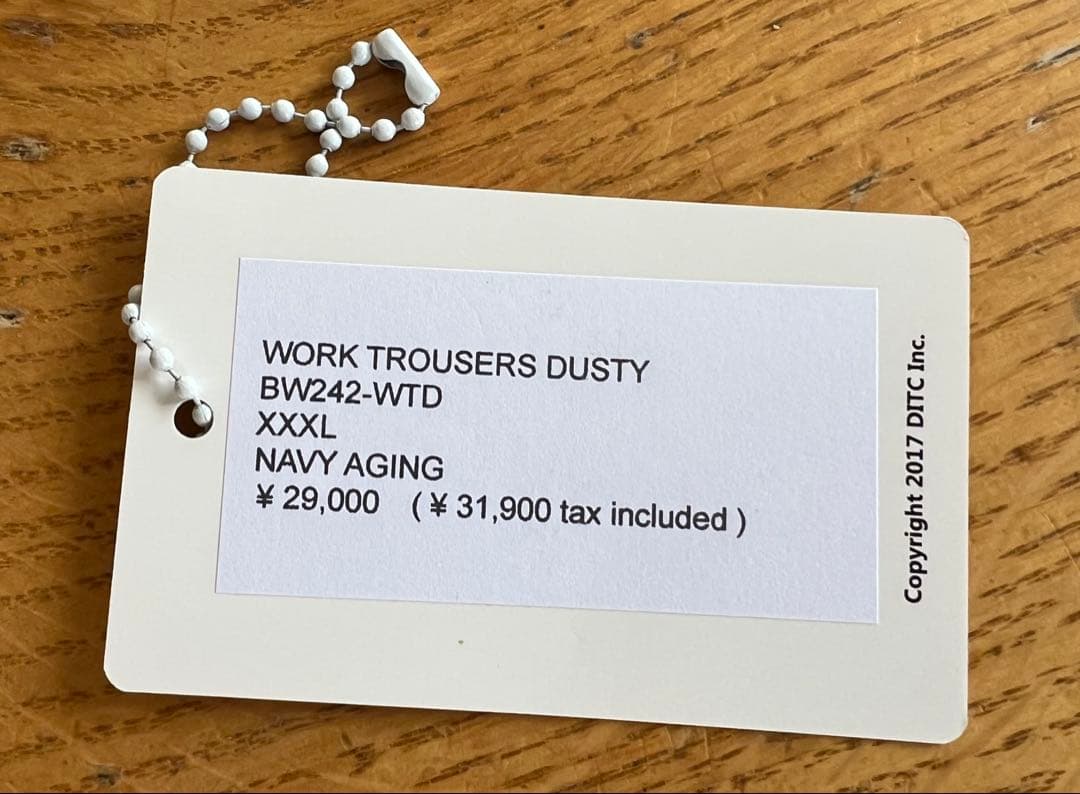 WORK TROUSERS DUSTY
BW242-WTD
XXXL
NAVY AGING
¥ 29,000 (¥ 31,900 tax included )
Copyright 2017 DITC Inc.